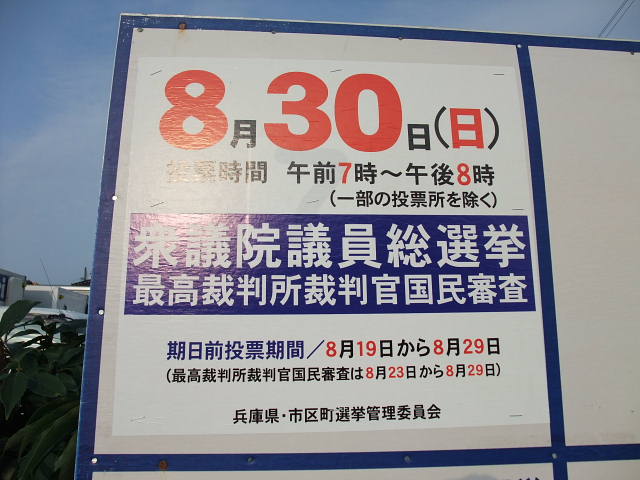 8月30日(日)
投票時間 午前7時～午後8時
(一部の投票所を除く)
衆議院議員総選挙
最高裁判所裁判官国民審査
期日前投票期間／8月19日から8月29日
(最高裁判所裁判官国民審査は8月23日から8月29日)
兵庫県・市区町選挙管理委員会